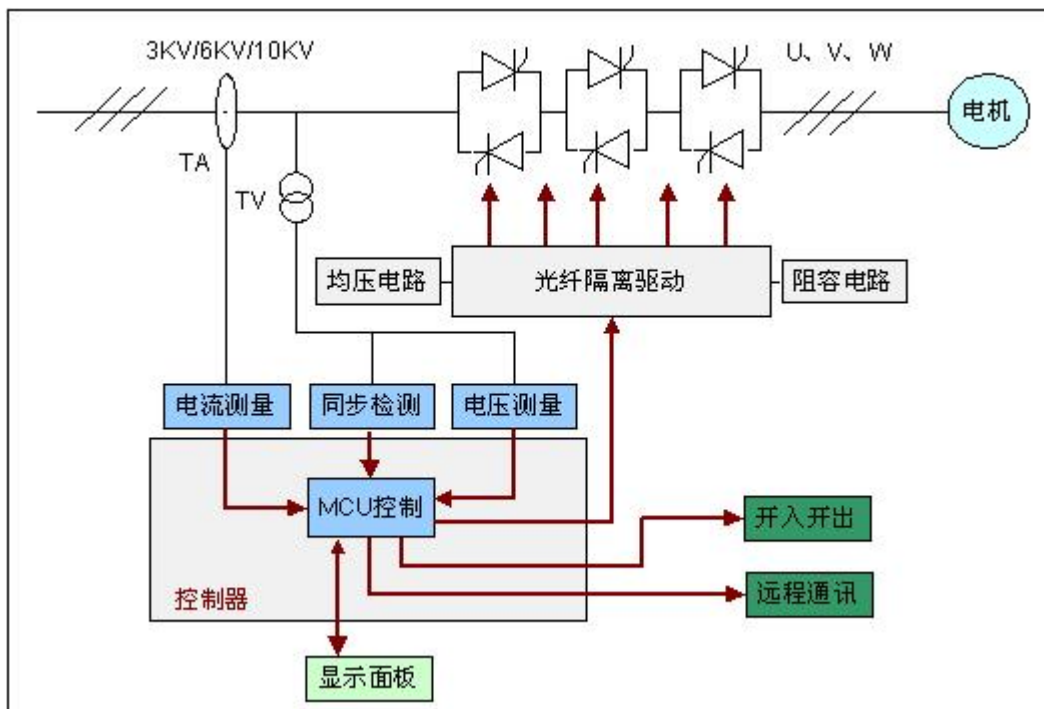 3KV/6KV/10KV
U、V、W
电机
TA
TV
均压电路
光纤隔离驱动
阻容电路
电流测量
同步检测
电压测量
MCU控制
开入开出
控制器
远程通讯
显示面板